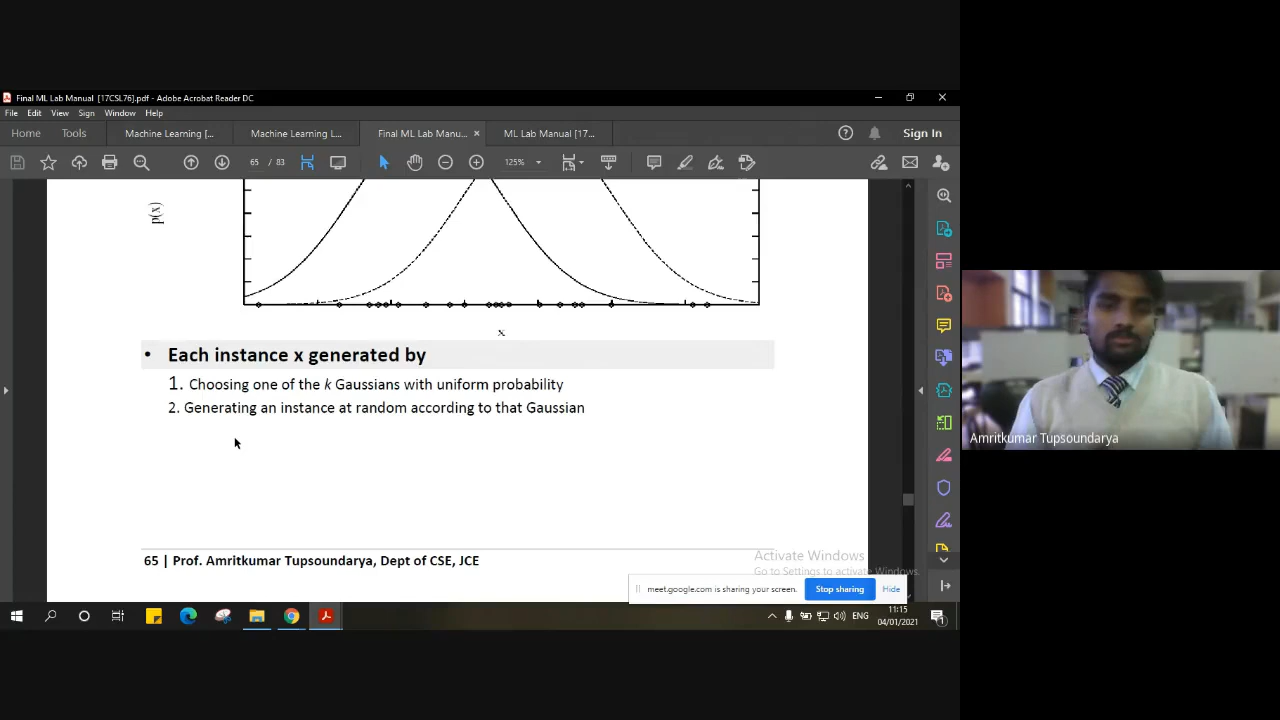 Final ML Lab Manual [17CSL76].pdf - Adobe Acrobat Reader DC
File Edit View Sign Window Help
Home Tools Machine Learning [... Machine Learning L... Final ML Lab Manu... × ML Lab Manual [17... Sign In
65 / 83 125%
p(x)
x
• Each instance x generated by
1. Choosing one of the k Gaussians with uniform probability
2. Generating an instance at random according to that Gaussian
Amritkumar Tupsoundarya
65 | Prof. Amritkumar Tupsoundarya, Dept of CSE, JCE
Activate Windows
Go to Settings to activate Windows.
meet.google.com is sharing your screen. Stop sharing Hide
ENG 11:15
04/01/2021
1